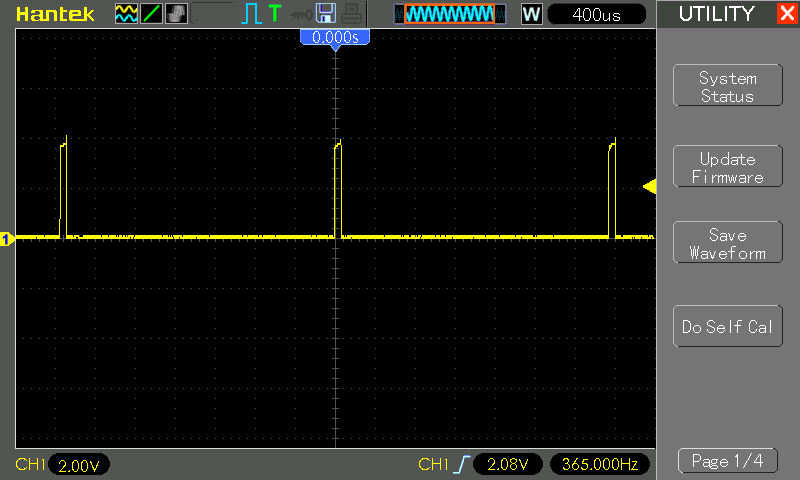 Hantek T W 400us UTILITY
0.000s
System
Status
Update
Firmware
Save
Waveform
1
Do Self Cal
CH1 2.00V CH1 2.08V 365.000Hz Page 1/4